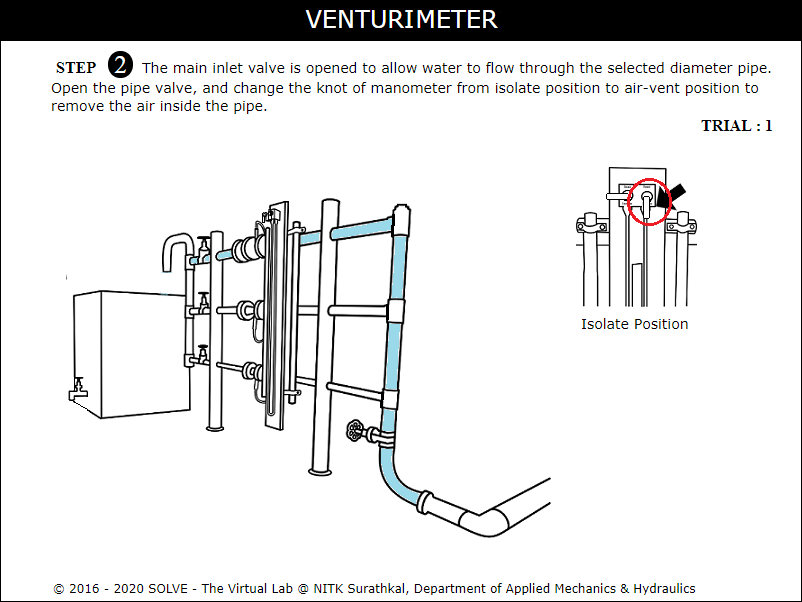 VENTURIMETER
STEP 2 The main inlet valve is opened to allow water to flow through the selected diameter pipe.
Open the pipe valve, and change the knot of manometer from isolate position to air-vent position to
remove the air inside the pipe.
TRIAL : 1
Isolate Position
© 2016 - 2020 SOLVE - The Virtual Lab @ NITK Surathkal, Department of Applied Mechanics & Hydraulics